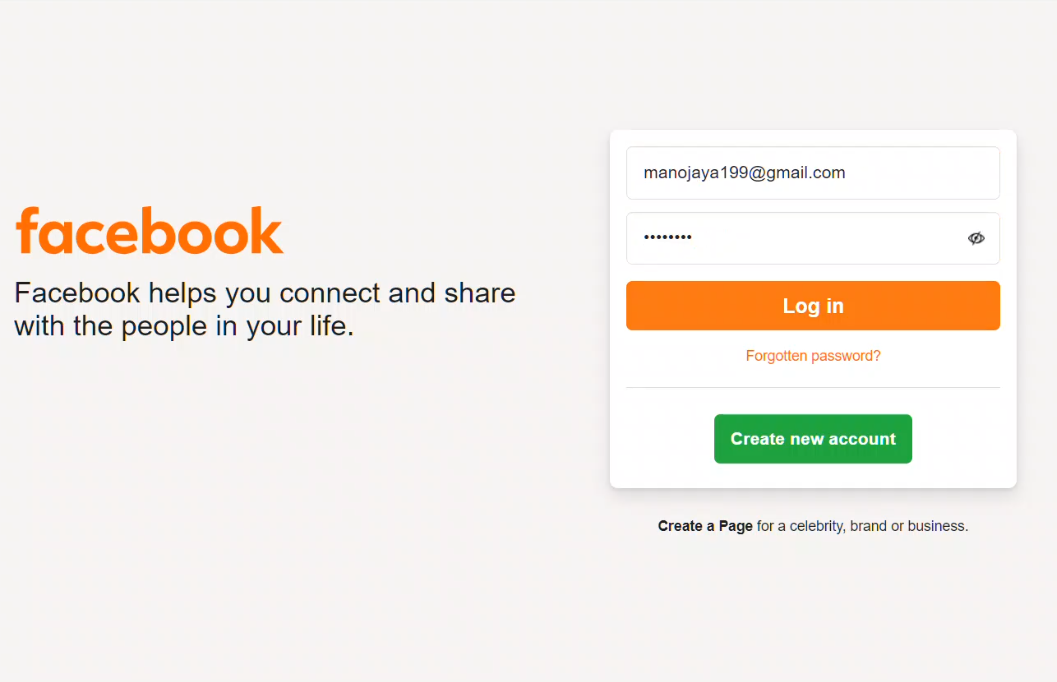 facebook
Facebook helps you connect and share
with the people in your life.
manojaya199@gmail.com
••••••••
Log in
Forgotten password?
Create new account
Create a Page for a celebrity, brand or business.